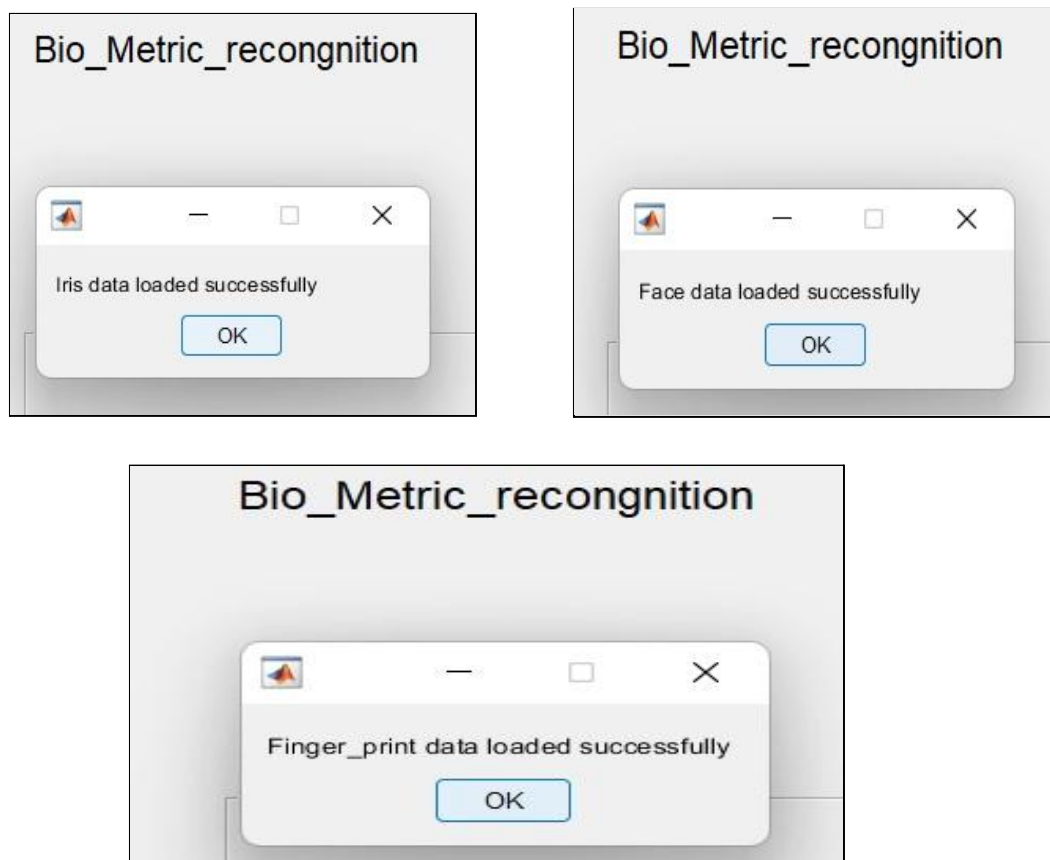 Bio_Metric_recongnition
Iris data loaded successfully
OK
Bio_Metric_recongnition
Face data loaded successfully
OK
Bio_Metric_recongnition
Finger_print data loaded successfully
OK